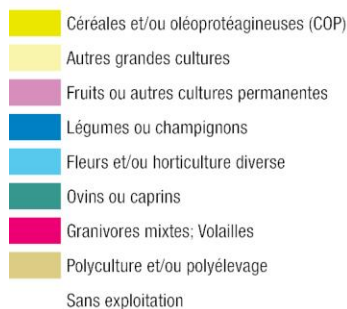 Céréales et/ou oléoprotéagineuses (COP)
Autres grandes cultures
Fruits ou autres cultures permanentes
Légumes ou champignons
Fleurs et/ou horticulture diverse
Ovins ou caprins
Granivores mixtes; Volailles
Polyculture et/ou polyélevage
Sans exploitation